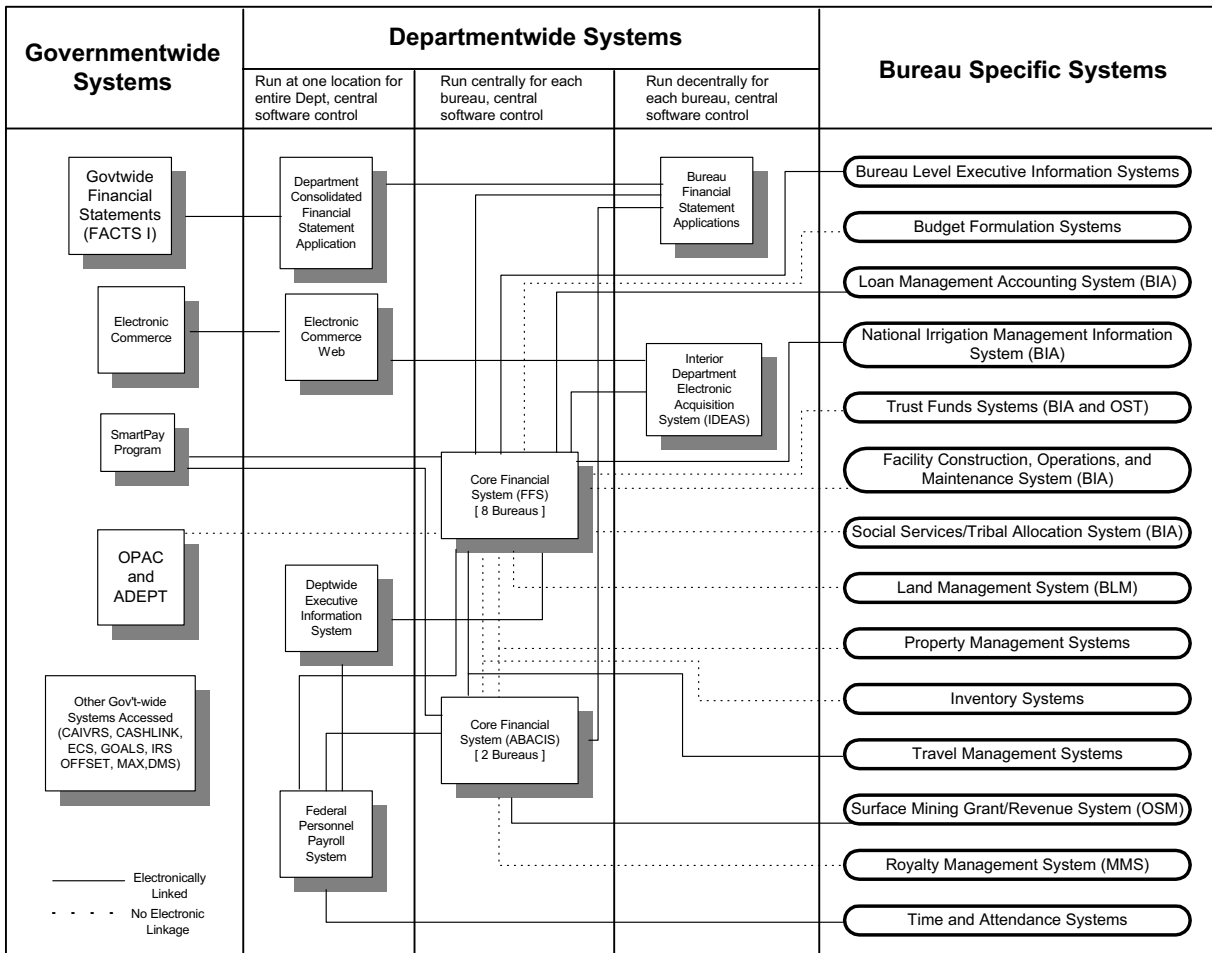 Governmentwide
Systems
Departmentwide Systems
Bureau Specific Systems
Run at one location for
entire Dept, central
software control
Run centrally for each
bureau, central
software control
Run decentrally for
each bureau, central
software control
Govtwide
Financial
Statements
(FACTS I)
Electronic
Commerce
SmartPay
Program
OPAC
and
ADEPT
Other Gov't-wide
Systems Accessed
(CAIVRS, CASHLINK,
ECS, GOALS, IRS
OFFSET, MAX,DMS)
Electronically
Linked
No Electronic
Linkage
Department
Consolidated
Financial
Statement
Application
Electronic
Commerce
Web
Deptwide
Executive
Information
System
Federal
Personnel
Payroll
System
Core Financial
System (FFS)
[ 8 Bureaus ]
Core Financial
System (ABACIS)
[ 2 Bureaus ]
Bureau
Financial
Statement
Applications
Interior
Department
Electronic
Acquisition
System (IDEAS)
Bureau Level Executive Information Systems
Budget Formulation Systems
Loan Management Accounting System (BIA)
National Irrigation Management Information
System (BIA)
Trust Funds Systems (BIA and OST)
Facility Construction, Operations, and
Maintenance System (BIA)
Social Services/Tribal Allocation System (BIA)
Land Management System (BLM)
Property Management Systems
Inventory Systems
Travel Management Systems
Surface Mining Grant/Revenue System (OSM)
Royalty Management System (MMS)
Time and Attendance Systems